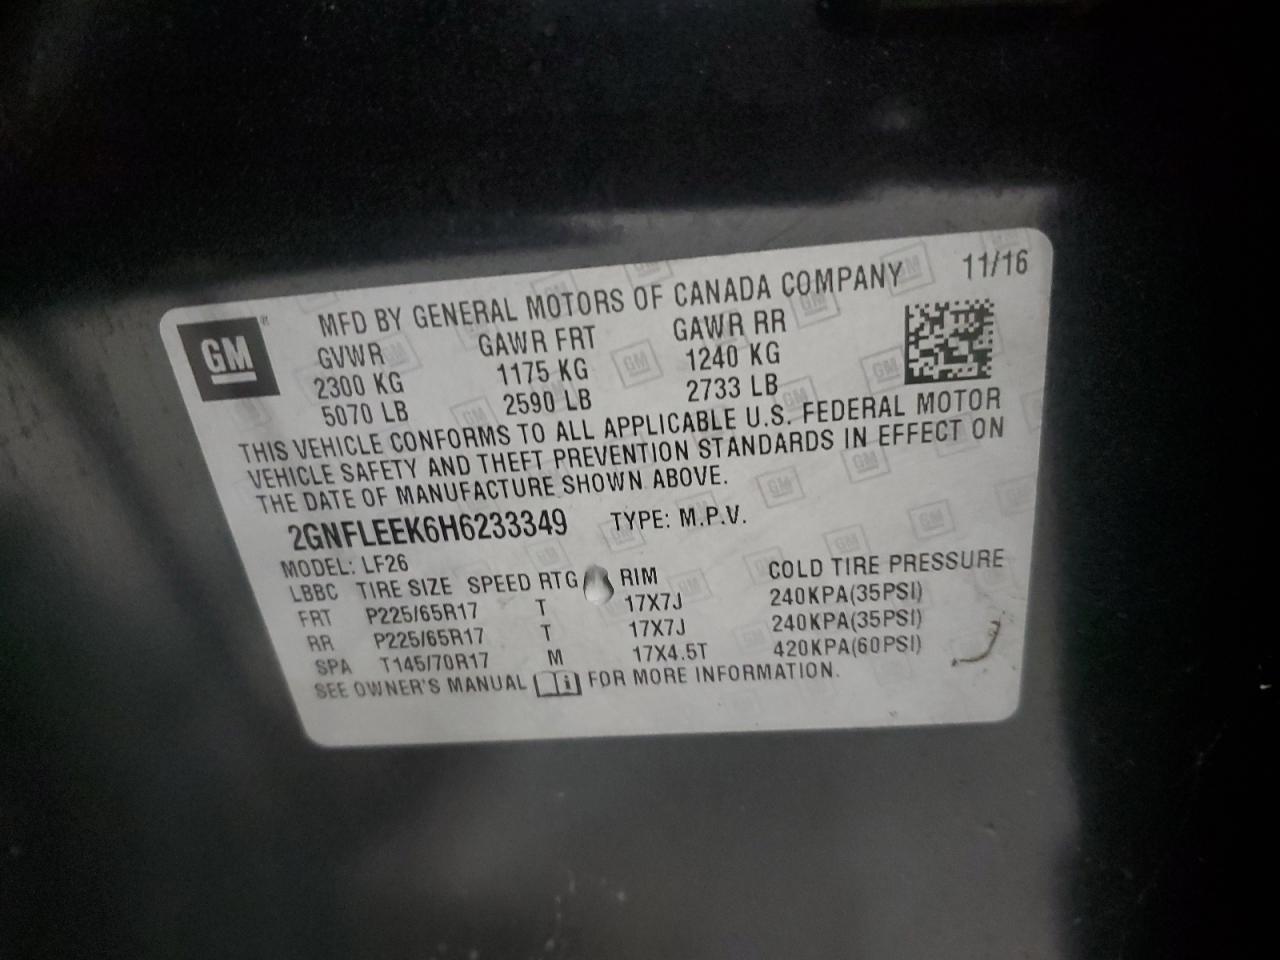 GM
MFD BY GENERAL MOTORS OF CANADA COMPANY 11/16
GVWR GAWR FRT GAWR RR
2300 KG 1175 KG 1240 KG
5070 LB 2590 LB 2733 LB
THIS VEHICLE CONFORMS TO ALL APPLICABLE U.S. FEDERAL MOTOR
VEHICLE SAFETY AND THEFT PREVENTION STANDARDS IN EFFECT ON
THE DATE OF MANUFACTURE SHOWN ABOVE.
2GNFLEEK6H6233349 TYPE: M.P.V.
MODEL: LF26
LBBC TIRE SIZE SPEED RTG RIM COLD TIRE PRESSURE
FRT P225/65R17 T 17X7J 240KPA(35PSI)
RR P225/65R17 T 17X7J 240KPA(35PSI)
SPA T145/70R17 M 17X4.5T 420KPA(60PSI)
SEE OWNER'S MANUAL i FOR MORE INFORMATION.